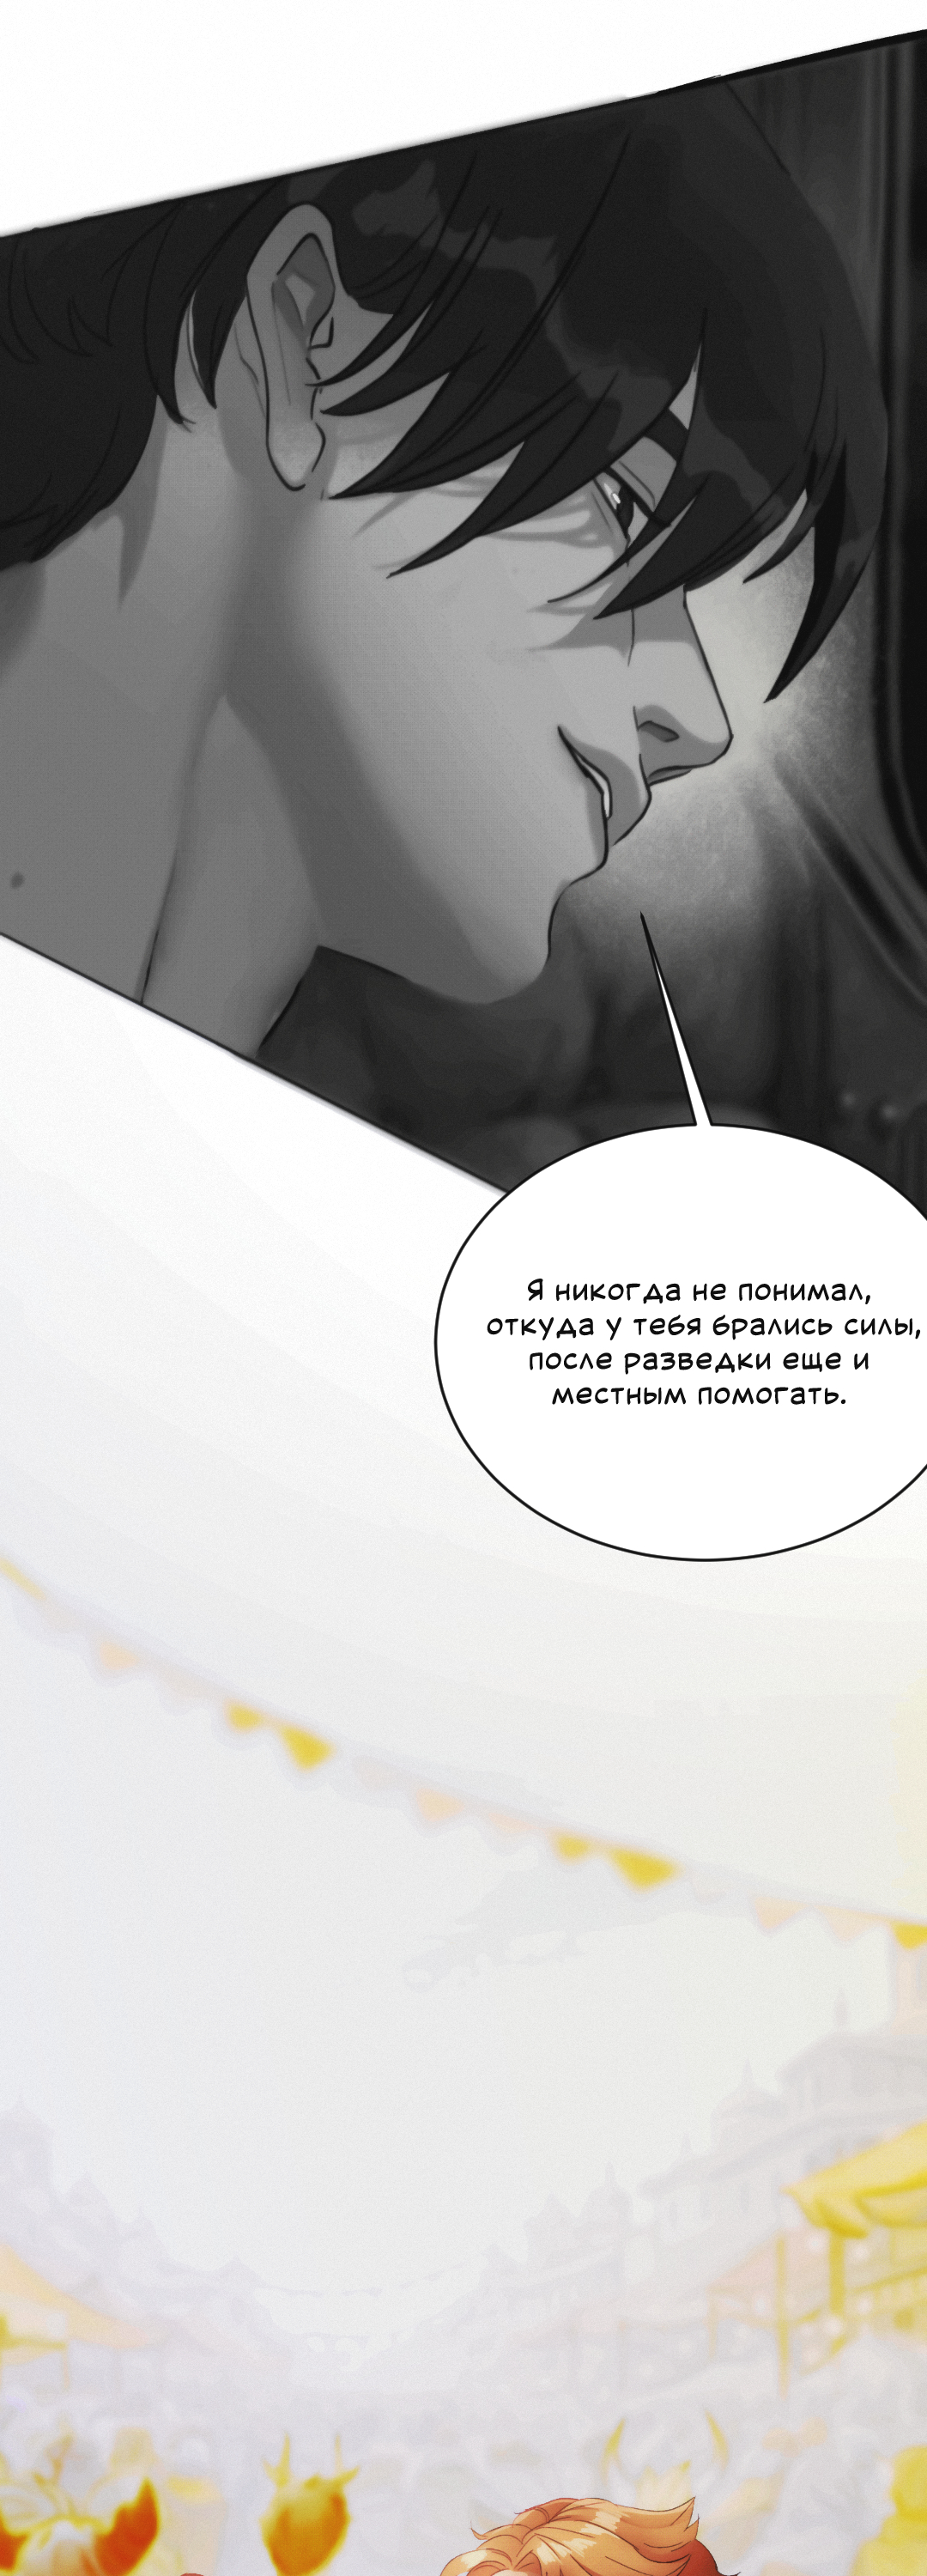 Я никогда не понимал,
откуда у тебя брались силы,
после разведки еще и
местным помогать.